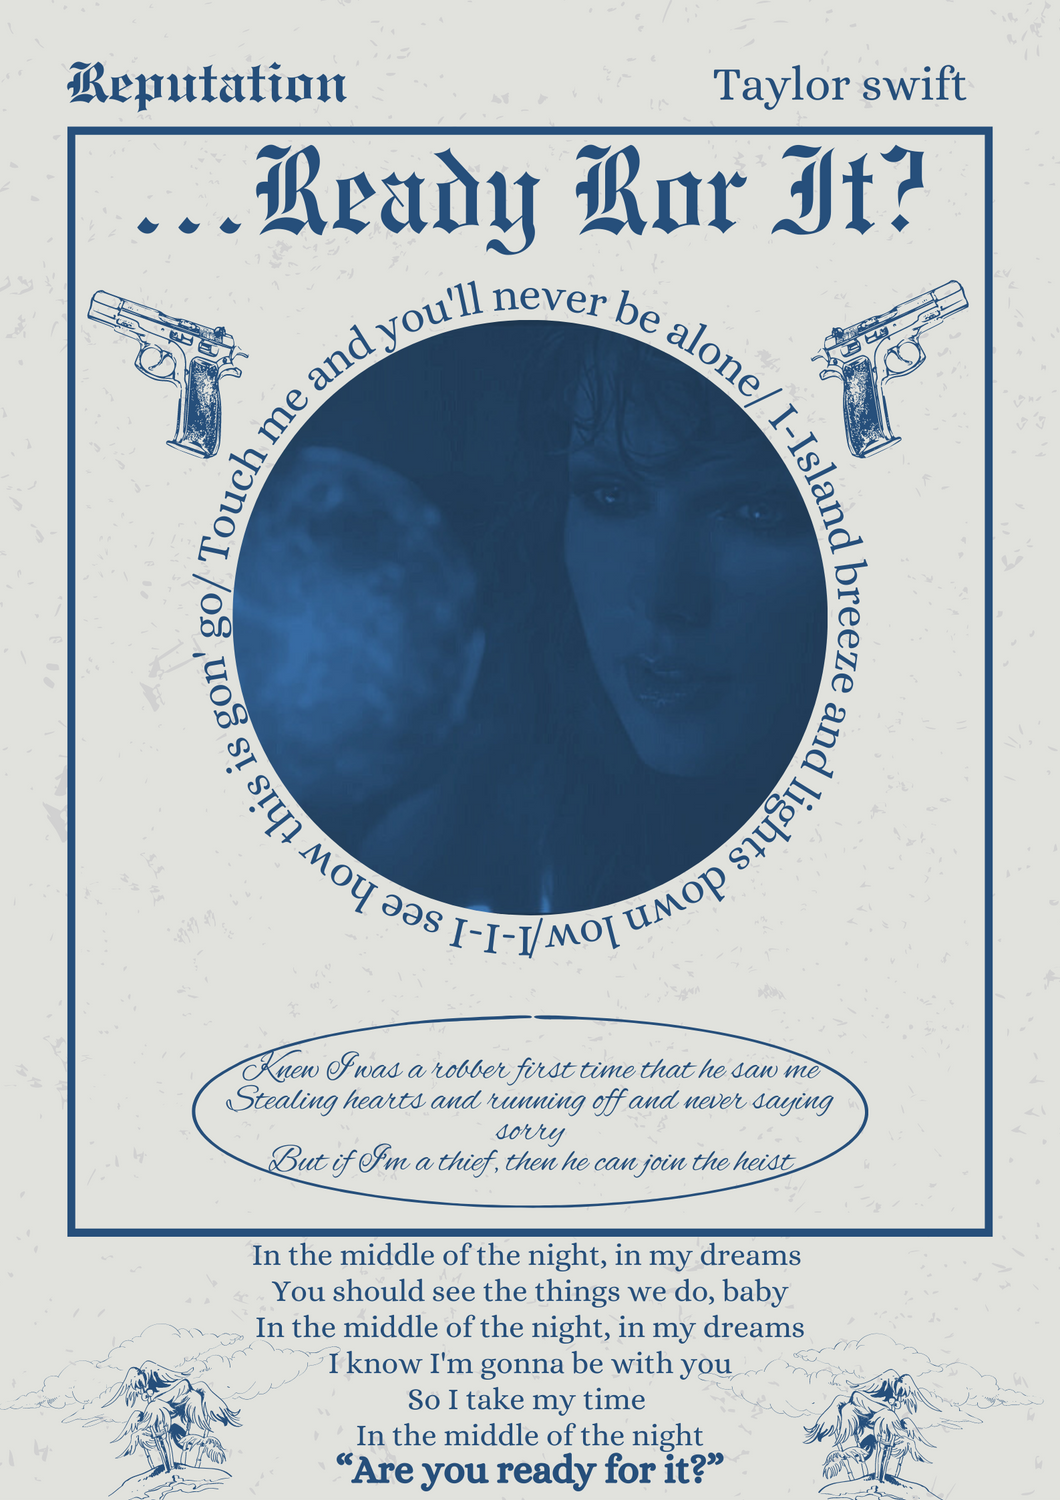 Reputation
Taylor swift
...Ready Ror It?
Touch me and you'll never be alone/ I-Island breeze and lights down low/I-I-I see how this is gon' go/
Knew I was a robber first time that he saw me
Stealing hearts and running off and never saying
sorry
But if I'm a thief, then he can join the heist
In the middle of the night, in my dreams
You should see the things we do, baby
In the middle of the night, in my dreams
I know I'm gonna be with you
So I take my time
In the middle of the night
“Are you ready for it?”